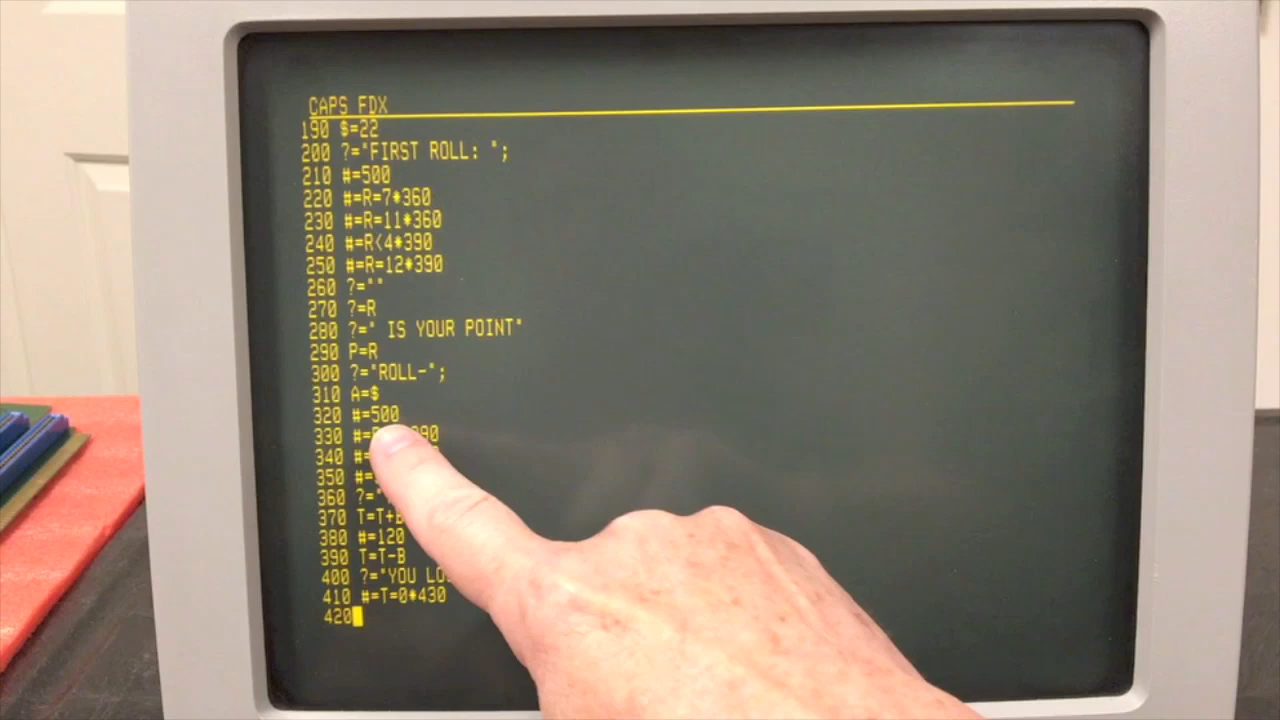 CAPS FDX
190 $=22
200 ?="FIRST ROLL: ";
210 #=500
220 #=R=7*360
230 #=R=11*360
240 #=R<4*390
250 #=R=12*390
260 ?=""
270 ?=R
280 ?=" IS YOUR POINT"
290 P=R
300 ?="ROLL-";
310 A=$
320 #=500
330 #=
340 #=
350 #=
360 ?="
370 T=T+B
380 #=120
390 T=T-B
400 ?="YOU
410 #=T=0*430
420